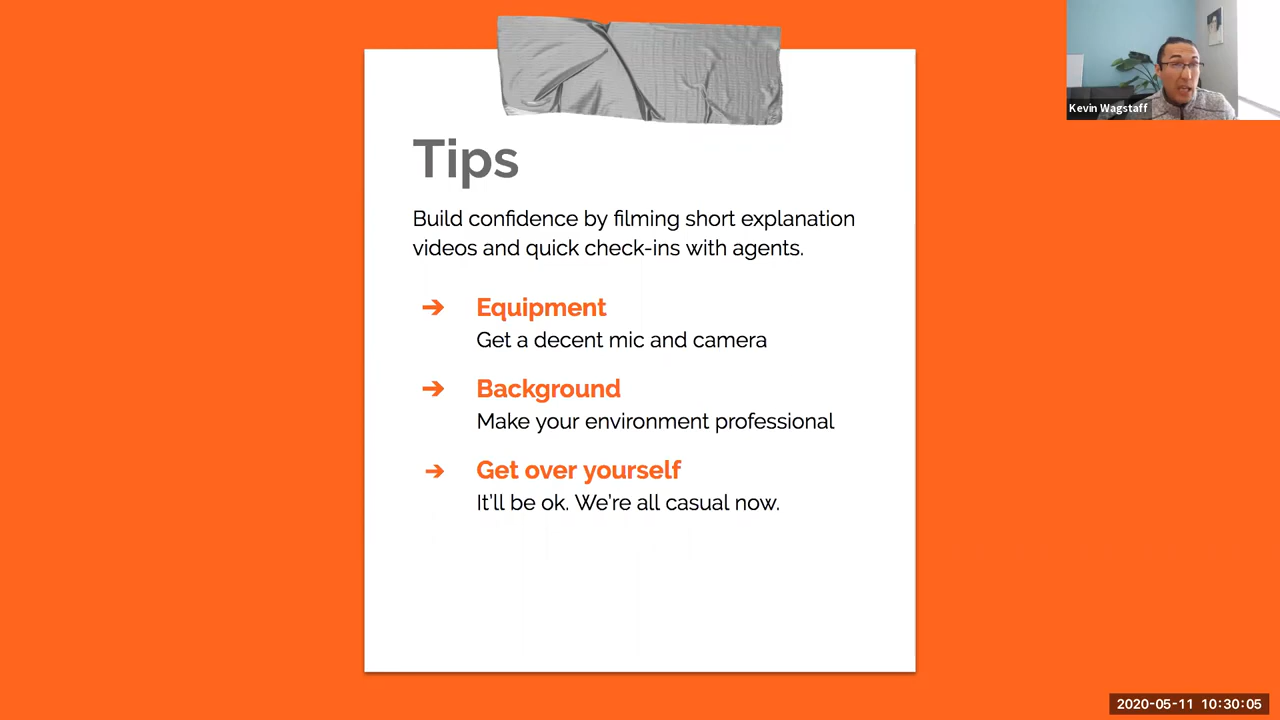 Kevin Wagstaff
Tips
Build confidence by filming short explanation
videos and quick check-ins with agents.
➔ Equipment
Get a decent mic and camera
➔ Background
Make your environment professional
➔ Get over yourself
It'll be ok. We're all casual now.
2020-05-11 10:30:05